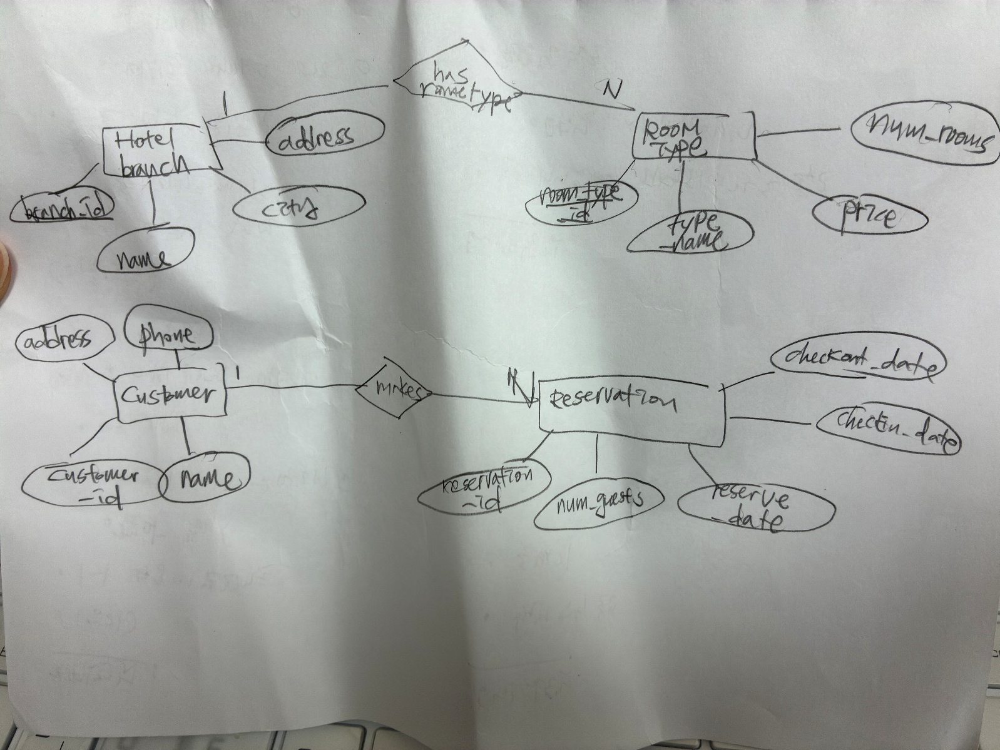 has
roometype
1
N
Hotel
branch
address
ROOM
TYPE
num_rooms
branch_id
city
room_type
_id
price
name
type
_name
address
phone
checkout_date
Customer
1
makes
N
Reservation
checkin_date
customer
_id
name
reservation
_id
num_guests
reserve
_date